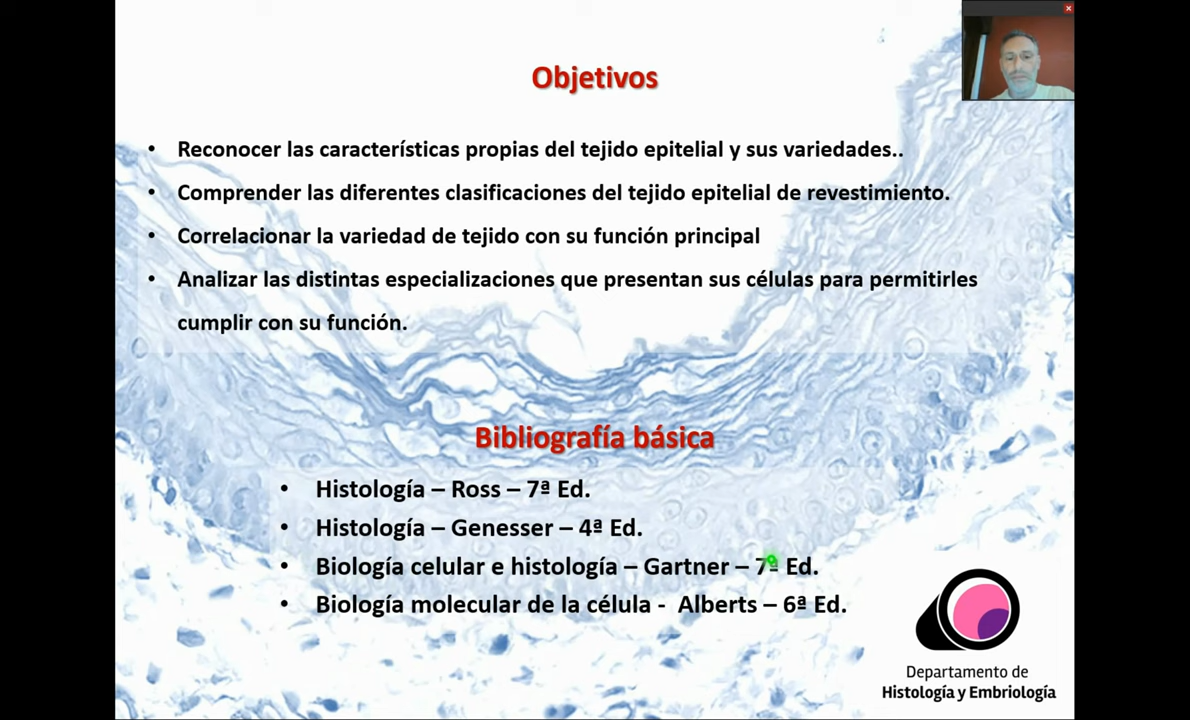 Objetivos
• Reconocer las características propias del tejido epitelial y sus variedades..
• Comprender las diferentes clasificaciones del tejido epitelial de revestimiento.
• Correlacionar la variedad de tejido con su función principal
• Analizar las distintas especializaciones que presentan sus células para permitirles
cumplir con su función.
Bibliografía básica
• Histología – Ross – 7ª Ed.
• Histología – Genesser – 4ª Ed.
• Biología celular e histología – Gartner – 7ª Ed.
• Biología molecular de la célula - Alberts – 6ª Ed.
Departamento de
Histología y Embriología